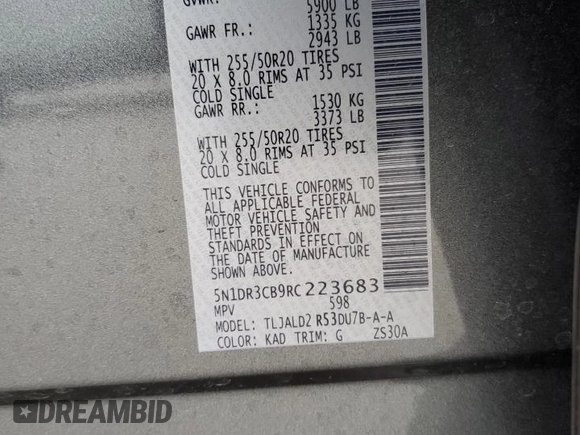 GVWR: 5900 LB
GAWR FR.: 1335 KG
2943 LB
WITH 255/50R20 TIRES
20 X 8.0 RIMS AT 35 PSI
COLD SINGLE
GAWR RR.: 1530 KG
3373 LB
WITH 255/50R20 TIRES
20 X 8.0 RIMS AT 35 PSI
COLD SINGLE
THIS VEHICLE CONFORMS TO
ALL APPLICABLE FEDERAL
MOTOR VEHICLE SAFETY AND
THEFT PREVENTION
STANDARDS IN EFFECT ON
THE DATE OF MANUFACTURE
SHOWN ABOVE.
5N1DR3CB9RC223683
MPV 598
MODEL: TLJALD2 R53DU7B-A-A
COLOR: KAD TRIM: G ZS30A
DREAMBID